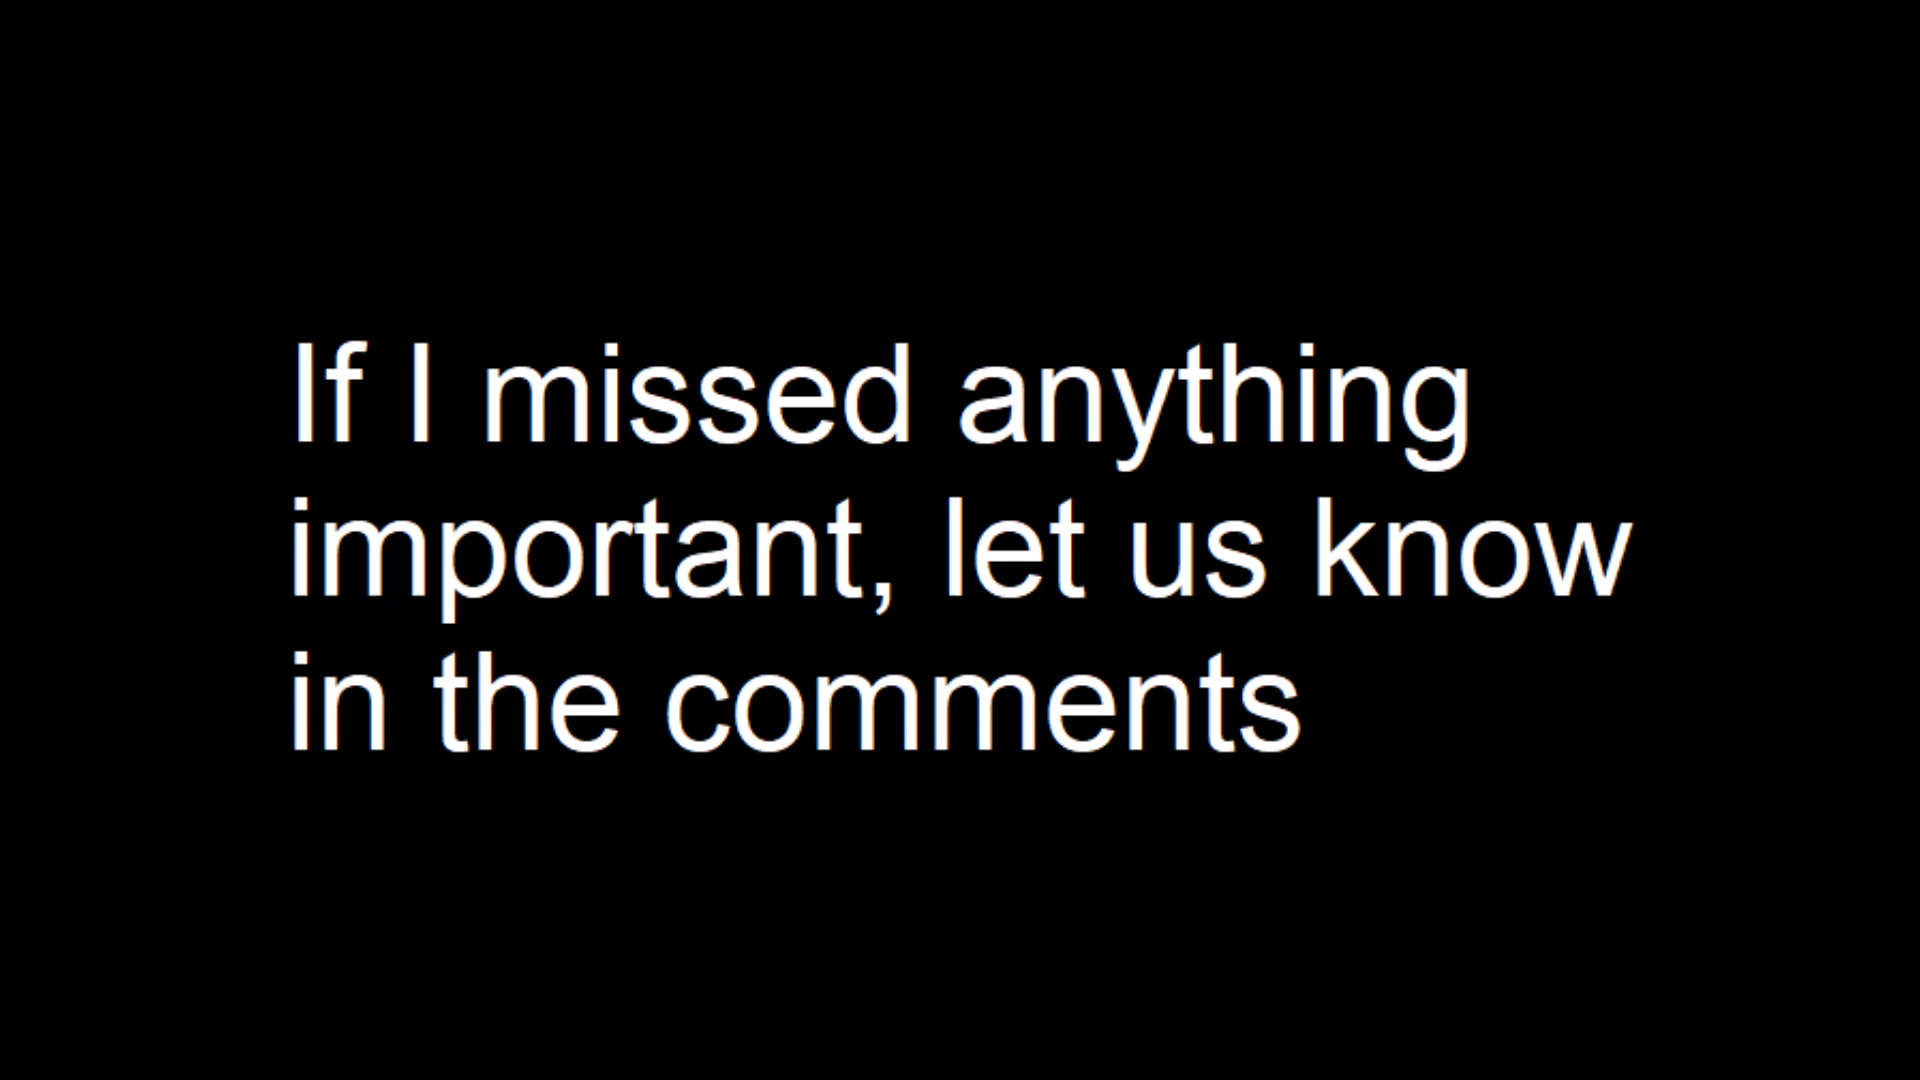 If I missed anything
important, let us know
in the comments